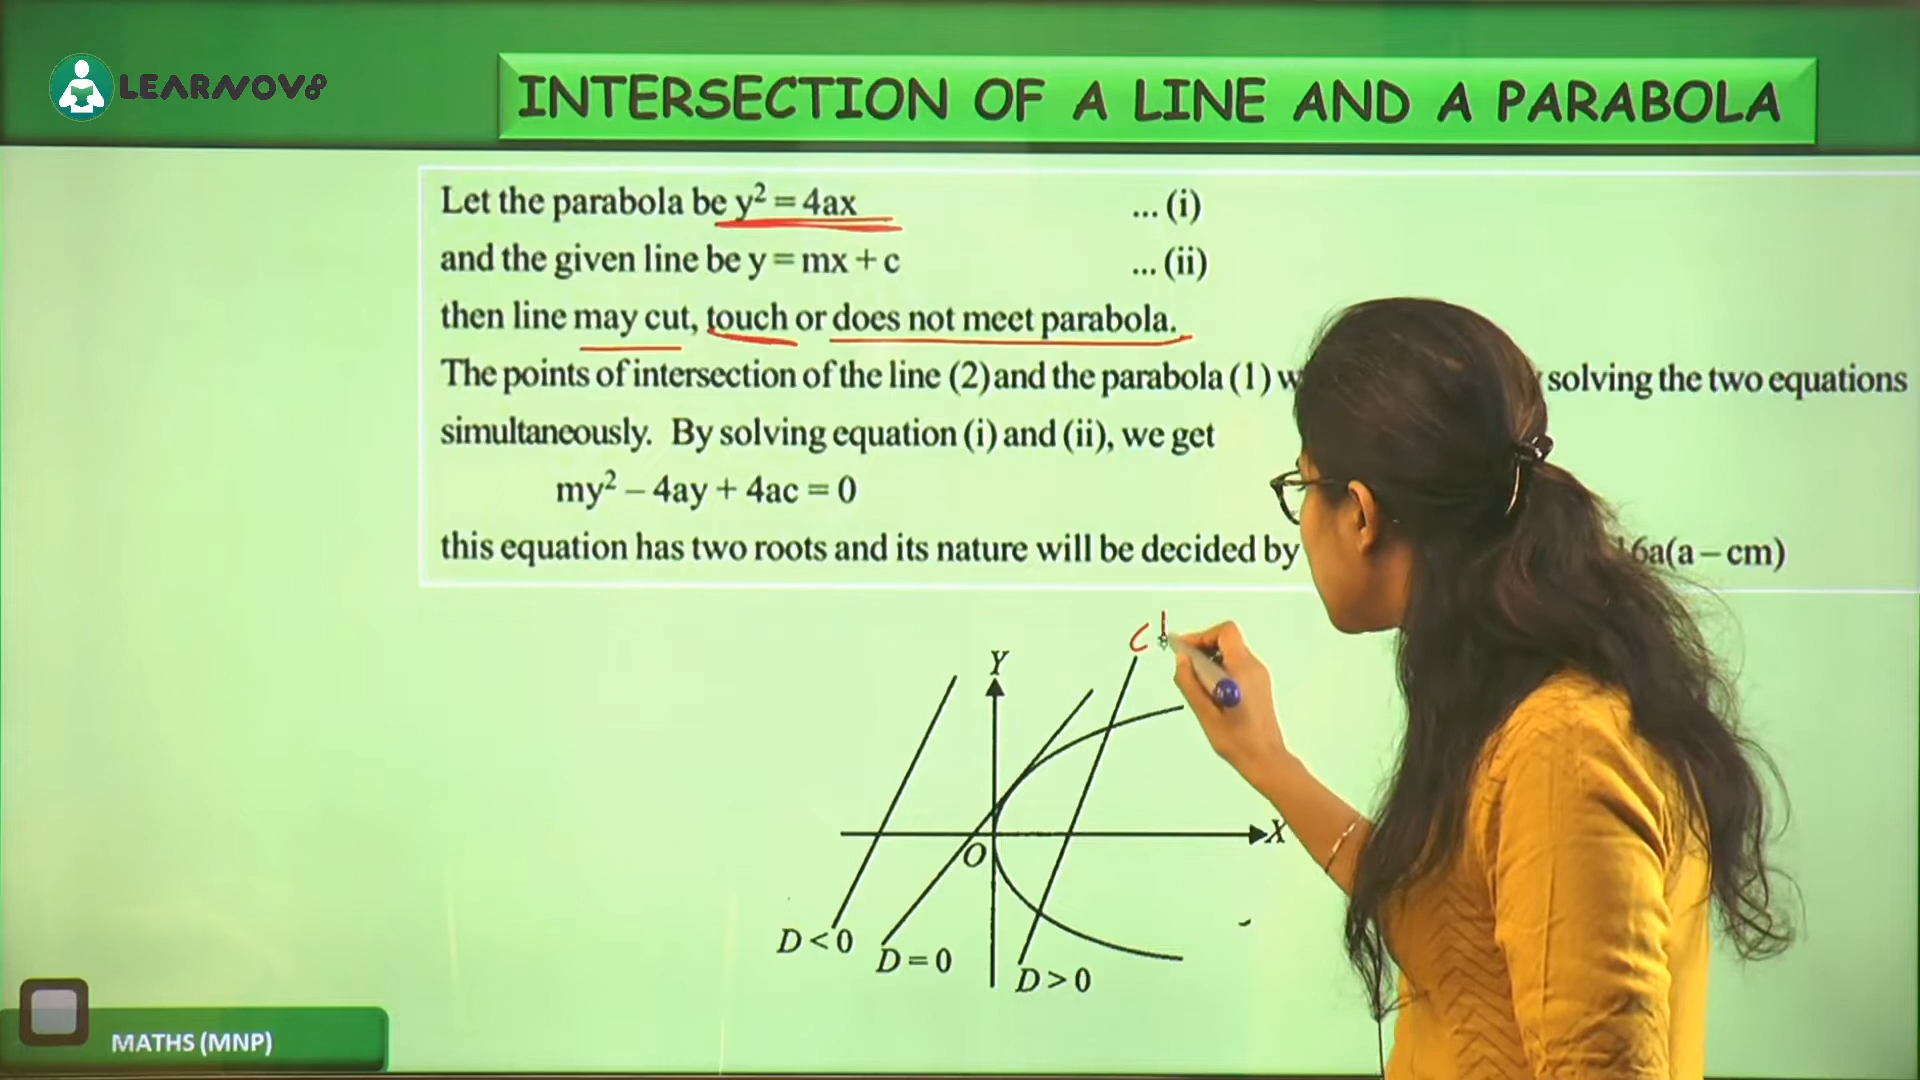 LEARNOV8
INTERSECTION OF A LINE AND A PARABOLA
Let the parabola be y² = 4ax ... (i)
and the given line be y = mx + c ... (ii)
then line may cut, touch or does not meet parabola.
The points of intersection of the line (2) and the parabola (1) solving the two equations
simultaneously. By solving equation (i) and (ii), we get
my² – 4ay + 4ac = 0
this equation has two roots and its nature will be decided by 16a(a – cm)
Y
X
O
D < 0
D = 0
D > 0
MATHS (MNP)